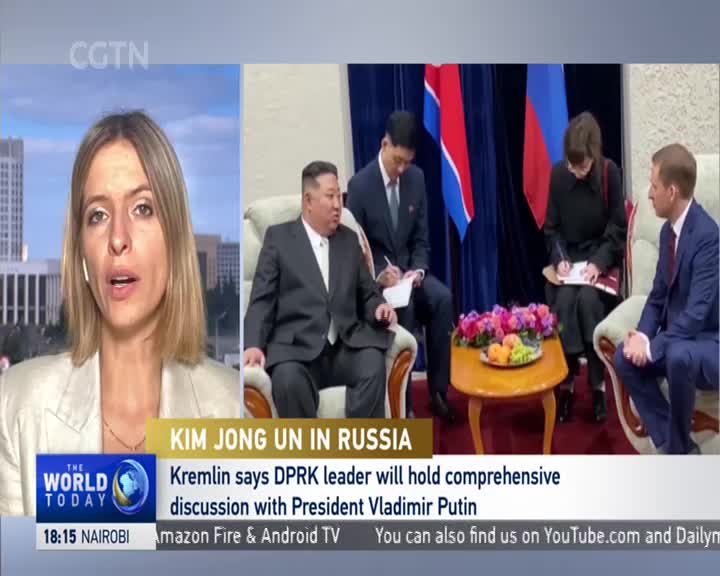 CGTN
KIM JONG UN IN RUSSIA
Kremlin says DPRK leader will hold comprehensive
discussion with President Vladimir Putin
THE
WORLD
TODAY
18:15 NAIROBI
Amazon Fire & Android TV You can also find us on YouTube.com and Dailym